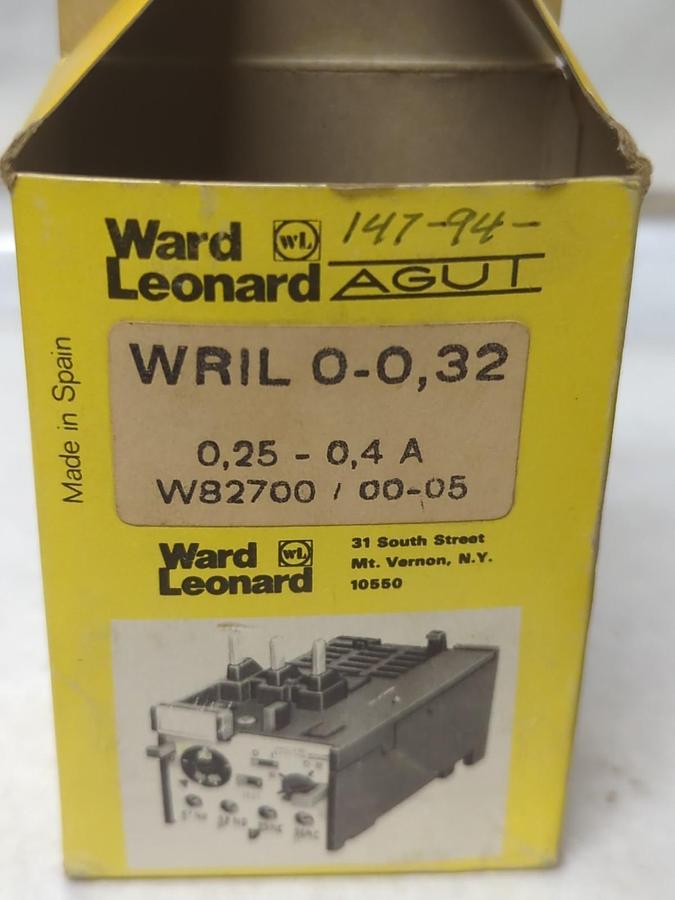 Ward WL 147-94-
Leonard AGUT
Made in Spain
WRIL 0-0,32
0,25 - 0,4 A
W82700 / 00-05
Ward WL
Leonard
31 South Street
Mt. Vernon, N.Y.
10550